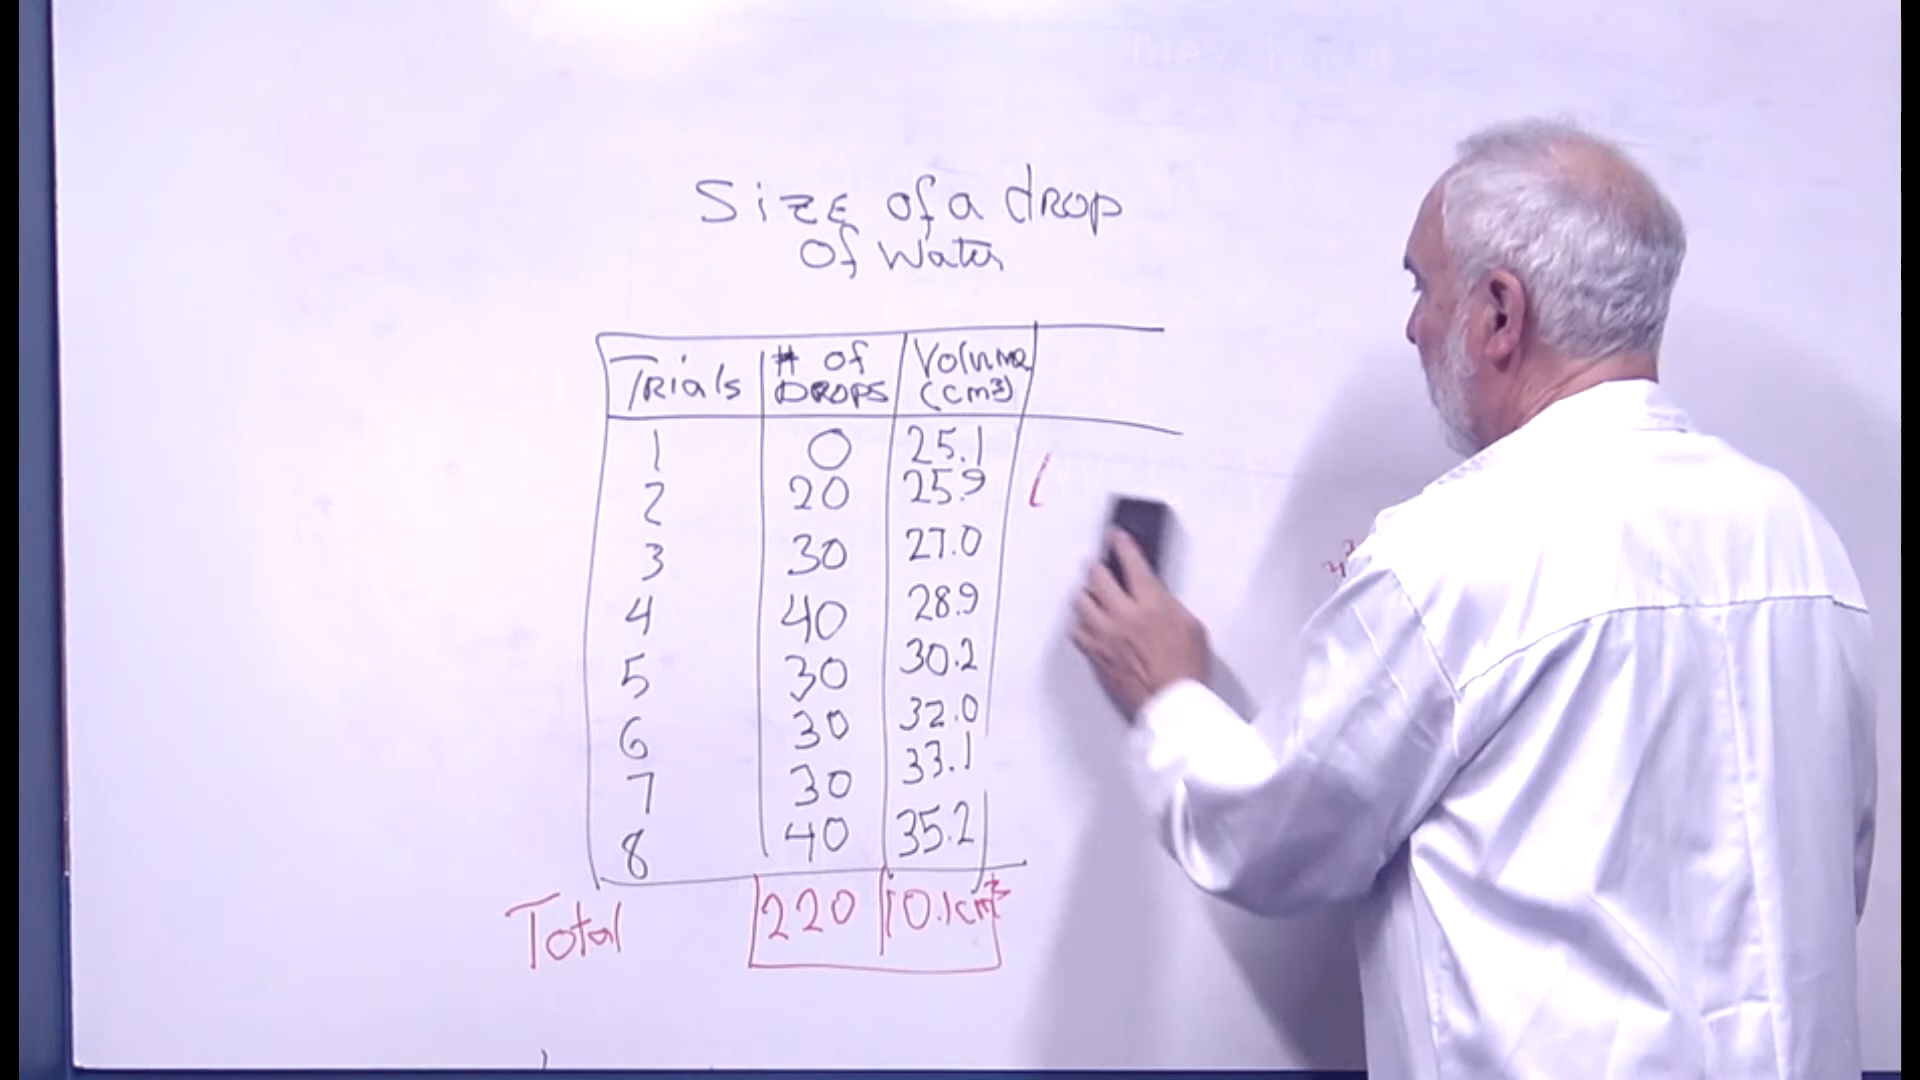 Size of a drop
of Water
Trials # of DROPS Volume (cm³)
1 0 25.1
2 20 25.9
3 30 27.0
4 40 28.9
5 30 30.2
6 30 32.0
7 30 33.1
8 40 35.2
Total 220 10.1cm³